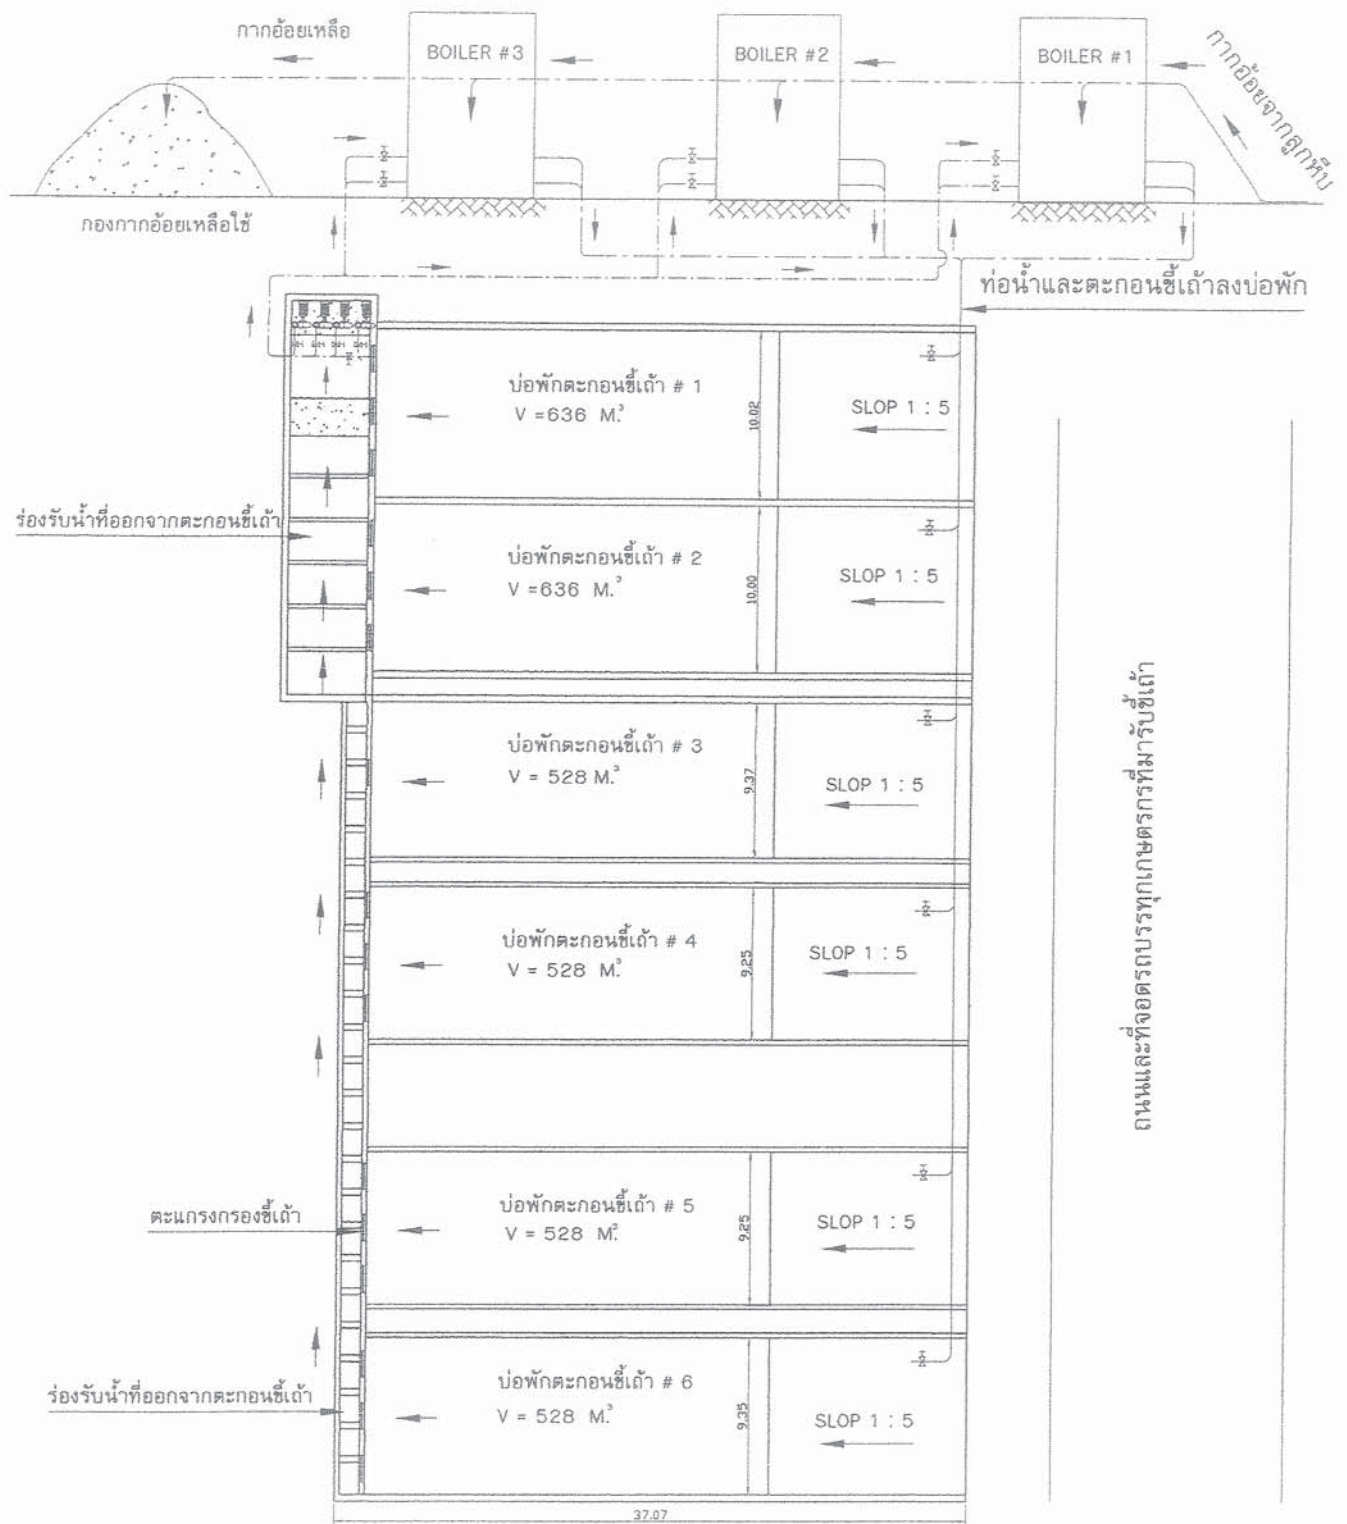 กากอ้อยเหลือ
BOILER #3
BOILER #2
BOILER #1
กากอ้อยจากลูกหีบ
กองกากอ้อยเหลือใช้
ท่อน้ำและตะกอนขี้เถ้าลงบ่อพัก
บ่อพักตะกอนขี้เถ้า # 1
V =636 M.³
10.02
SLOP 1 : 5
ร่องรับน้ำที่ออกจากตะกอนขี้เถ้า
บ่อพักตะกอนขี้เถ้า # 2
V =636 M.³
10.00
SLOP 1 : 5
บ่อพักตะกอนขี้เถ้า # 3
V = 528 M.³
9.37
SLOP 1 : 5
ถนนและที่จอดรถบรรทุกเกษตรกรที่มารับขี้เถ้า
บ่อพักตะกอนขี้เถ้า # 4
V = 528 M.³
9.25
SLOP 1 : 5
ตะแกรงกรองขี้เถ้า
บ่อพักตะกอนขี้เถ้า # 5
V = 528 M.³
9.25
SLOP 1 : 5
ร่องรับน้ำที่ออกจากตะกอนขี้เถ้า
บ่อพักตะกอนขี้เถ้า # 6
V = 528 M.³
9.35
SLOP 1 : 5
37.07